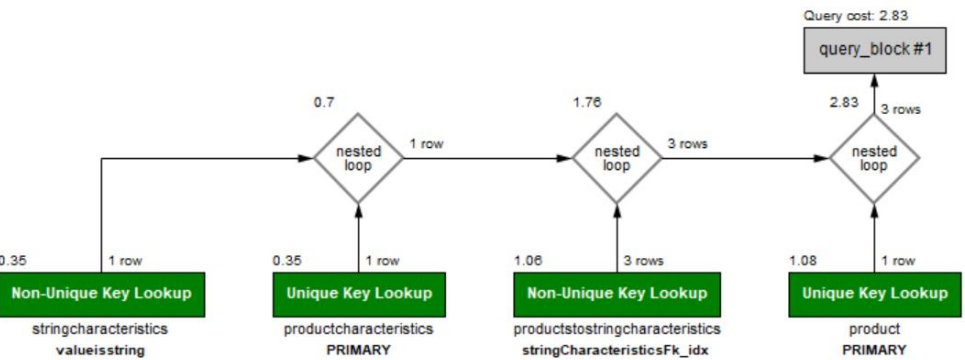 Query cost: 2.83
query_block #1
0.7
1.76
2.83
3 rows
nested
loop
1 row
nested
loop
3 rows
nested
loop
0.35
1 row
0.35
1 row
1.06
3 rows
1.08
1 row
Non-Unique Key Lookup
Unique Key Lookup
Non-Unique Key Lookup
Unique Key Lookup
stringcharacteristics
productcharacteristics
productstostringcharacteristics
product
valueisstring
PRIMARY
stringCharacteristicsFk_idx
PRIMARY